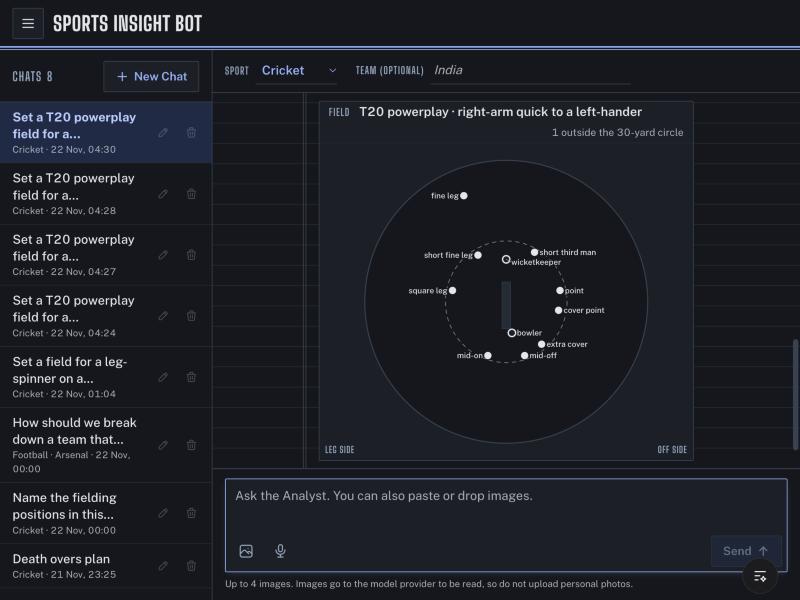 SPORTS INSIGHT BOT
CHATS 8
+ New Chat
Set a T20 powerplay
field for a...
Cricket · 22 Nov, 04:30
Set a T20 powerplay
field for a...
Cricket · 22 Nov, 04:28
Set a T20 powerplay
field for a...
Cricket · 22 Nov, 04:27
Set a T20 powerplay
field for a...
Cricket · 22 Nov, 04:24
Set a field for a leg-
spinner on a...
Cricket · 22 Nov, 01:04
How should we break
down a team that...
Football · Arsenal · 22 Nov,
00:00
Name the fielding
positions in this...
Cricket · 22 Nov, 00:00
Death overs plan
Cricket · 21 Nov, 23:25
SPORT Cricket TEAM (OPTIONAL) India
FIELD T20 powerplay · right-arm quick to a left-hander
1 outside the 30-yard circle
fine leg
short fine leg
short third man
wicketkeeper
square leg
point
cover point
bowler
extra cover
mid-on
mid-off
LEG SIDE
OFF SIDE
Ask the Analyst. You can also paste or drop images.
Send
Up to 4 images. Images go to the model provider to be read, so do not upload personal photos.